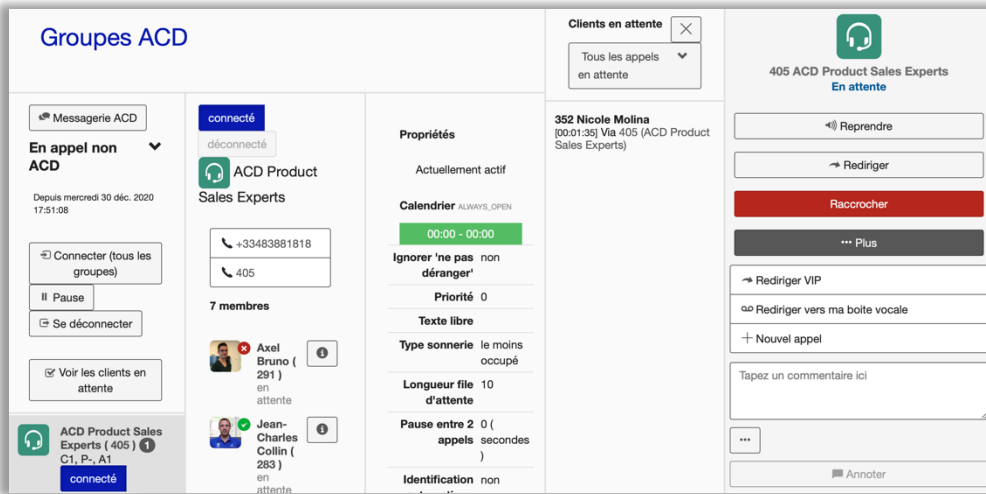 Groupes ACD
Messagerie ACD
En appel non
ACD
Depuis mercredi 30 déc. 2020
17:51:08
Connecter (tous les
groupes)
Pause
Se déconnecter
Voir les clients en
attente
ACD Product Sales
Experts ( 405 ) 1
C1, P-, A1
connecté
connecté
déconnecté
ACD Product
Sales Experts
+33483881818
405
7 membres
Axel
Bruno (
291 )
en
attente
Jean-
Charles
Collin (
283 )
en
attente
Propriétés
Actuellement actif
Calendrier ALWAYS_OPEN
00:00 - 00:00
Ignorer 'ne pas non
déranger'
Priorité 0
Texte libre
Type sonnerie le moins
occupé
Longueur file 10
d'attente
Pause entre 2 0 (
appels secondes
)
Identification non
Clients en attente
Tous les appels
en attente
352 Nicole Molina
[00:01:35] Via 405 (ACD Product
Sales Experts)
405 ACD Product Sales Experts
En attente
Reprendre
Rediriger
Raccrocher
••• Plus
Rediriger VIP
Rediriger vers ma boite vocale
Nouvel appel
Tapez un commentaire ici
•••
Annoter